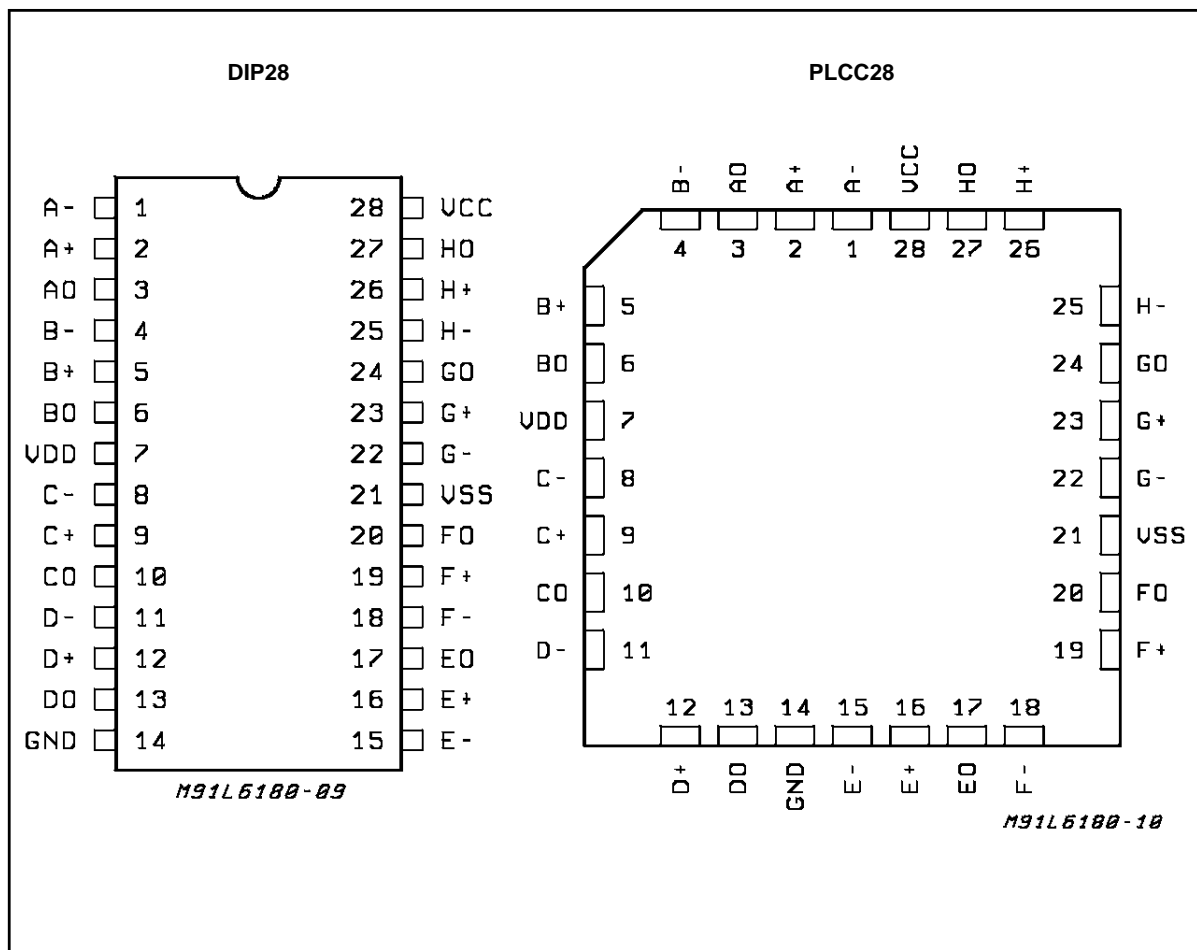 DIP28
A- 1 28 VCC
A+ 2 27 HO
AO 3 26 H+
B- 4 25 H-
B+ 5 24 GO
BO 6 23 G+
VDD 7 22 G-
C- 8 21 VSS
C+ 9 20 FO
CO 10 19 F+
D- 11 18 F-
D+ 12 17 EO
DO 13 16 E+
GND 14 15 E-
M91L6180-09
PLCC28
B- AO A+ A- VCC HO H+
4 3 2 1 28 27 26
B+ 5 25 H-
BO 6 24 GO
VDD 7 23 G+
C- 8 22 G-
C+ 9 21 VSS
CO 10 20 FO
D- 11 19 F+
12 13 14 15 16 17 18
D+ DO GND E- E+ EO F-
M91L6180-10